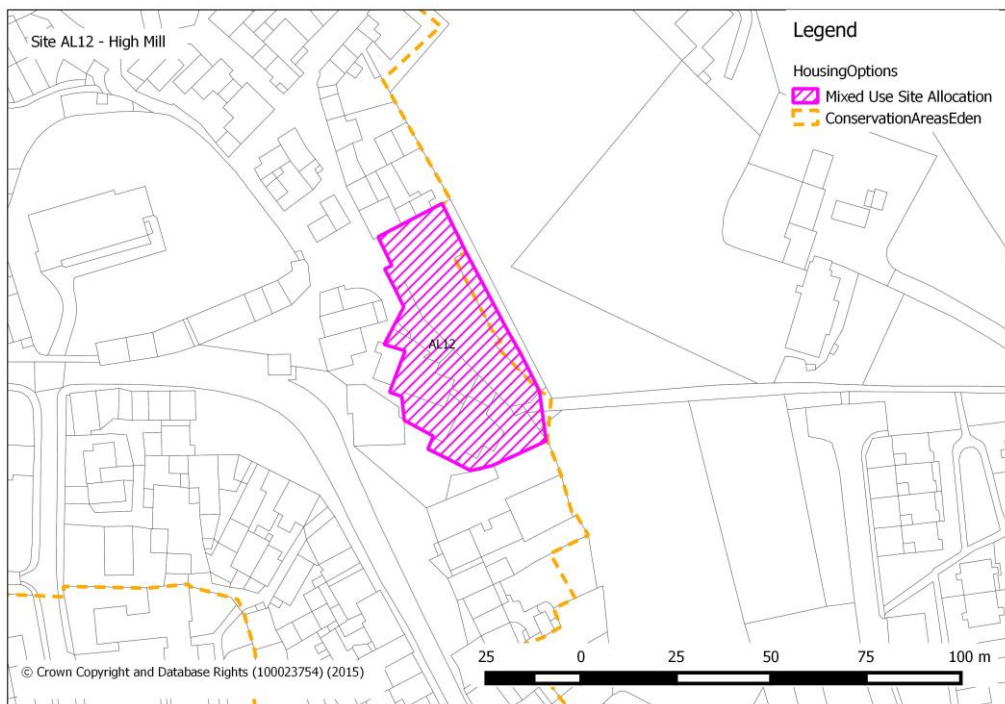 Site AL12 - High Mill
Legend
HousingOptions
Mixed Use Site Allocation
ConservationAreasEden
AL12
© Crown Copyright and Database Rights (100023754) (2015)
25 0 25 50 75 100 m